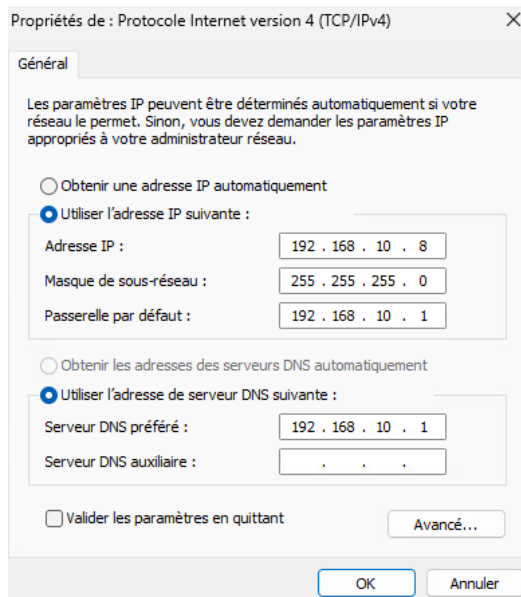 Propriétés de : Protocole Internet version 4 (TCP/IPv4)
Général
Les paramètres IP peuvent être déterminés automatiquement si votre
réseau le permet. Sinon, vous devez demander les paramètres IP
appropriés à votre administrateur réseau.
Obtenir une adresse IP automatiquement
Utiliser l'adresse IP suivante :
Adresse IP : 192 . 168 . 10 . 8
Masque de sous-réseau : 255 . 255 . 255 . 0
Passerelle par défaut : 192 . 168 . 10 . 1
Obtenir les adresses des serveurs DNS automatiquement
Utiliser l'adresse de serveur DNS suivante :
Serveur DNS préféré : 192 . 168 . 10 . 1
Serveur DNS auxiliaire : . . .
Valider les paramètres en quittant
Avancé...
OK Annuler